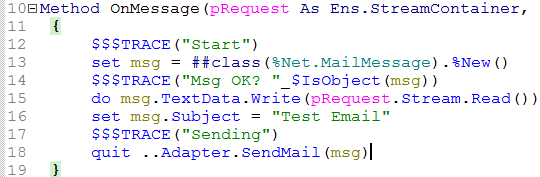 10 Method OnMessage(pRequest As Ens.StreamContainer,
11 {
12 $$$TRACE("Start")
13 set msg = ##class(%Net.MailMessage).%New()
14 $$$TRACE("Msg OK? "_$IsObject(msg))
15 do msg.TextData.Write(pRequest.Stream.Read())
16 set msg.Subject = "Test Email"
17 $$$TRACE("Sending")
18 quit ..Adapter.SendMail(msg)
19 }